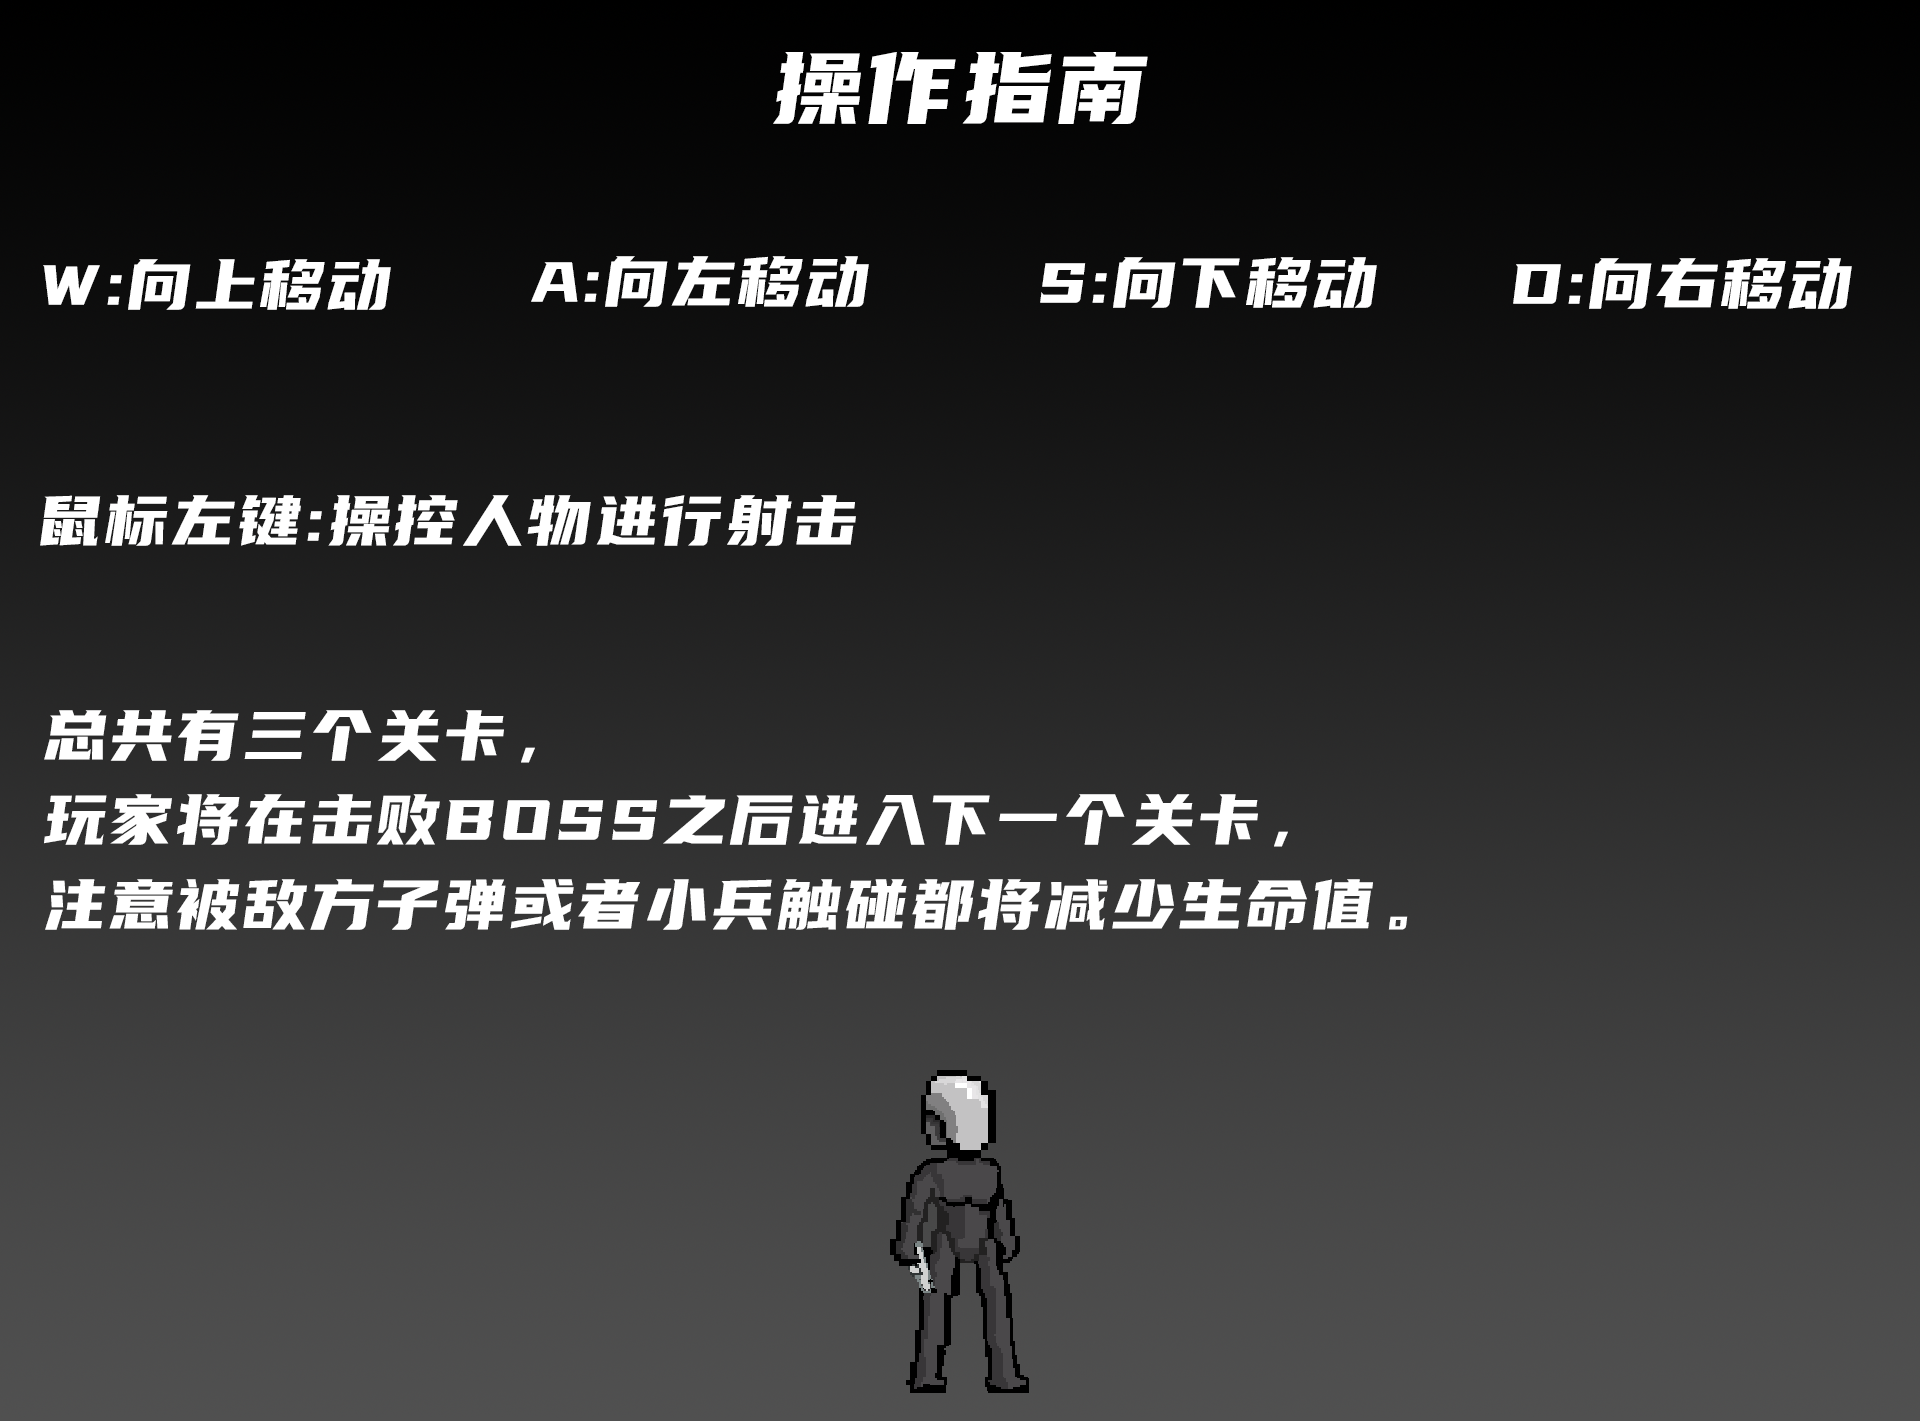 操作指南
W:向上移动 A:向左移动 S:向下移动 D:向右移动
鼠标左键:操控人物进行射击
总共有三个关卡，
玩家将在击败BOSS之后进入下一个关卡，
注意被敌方子弹或者小兵触碰都将减少生命值。